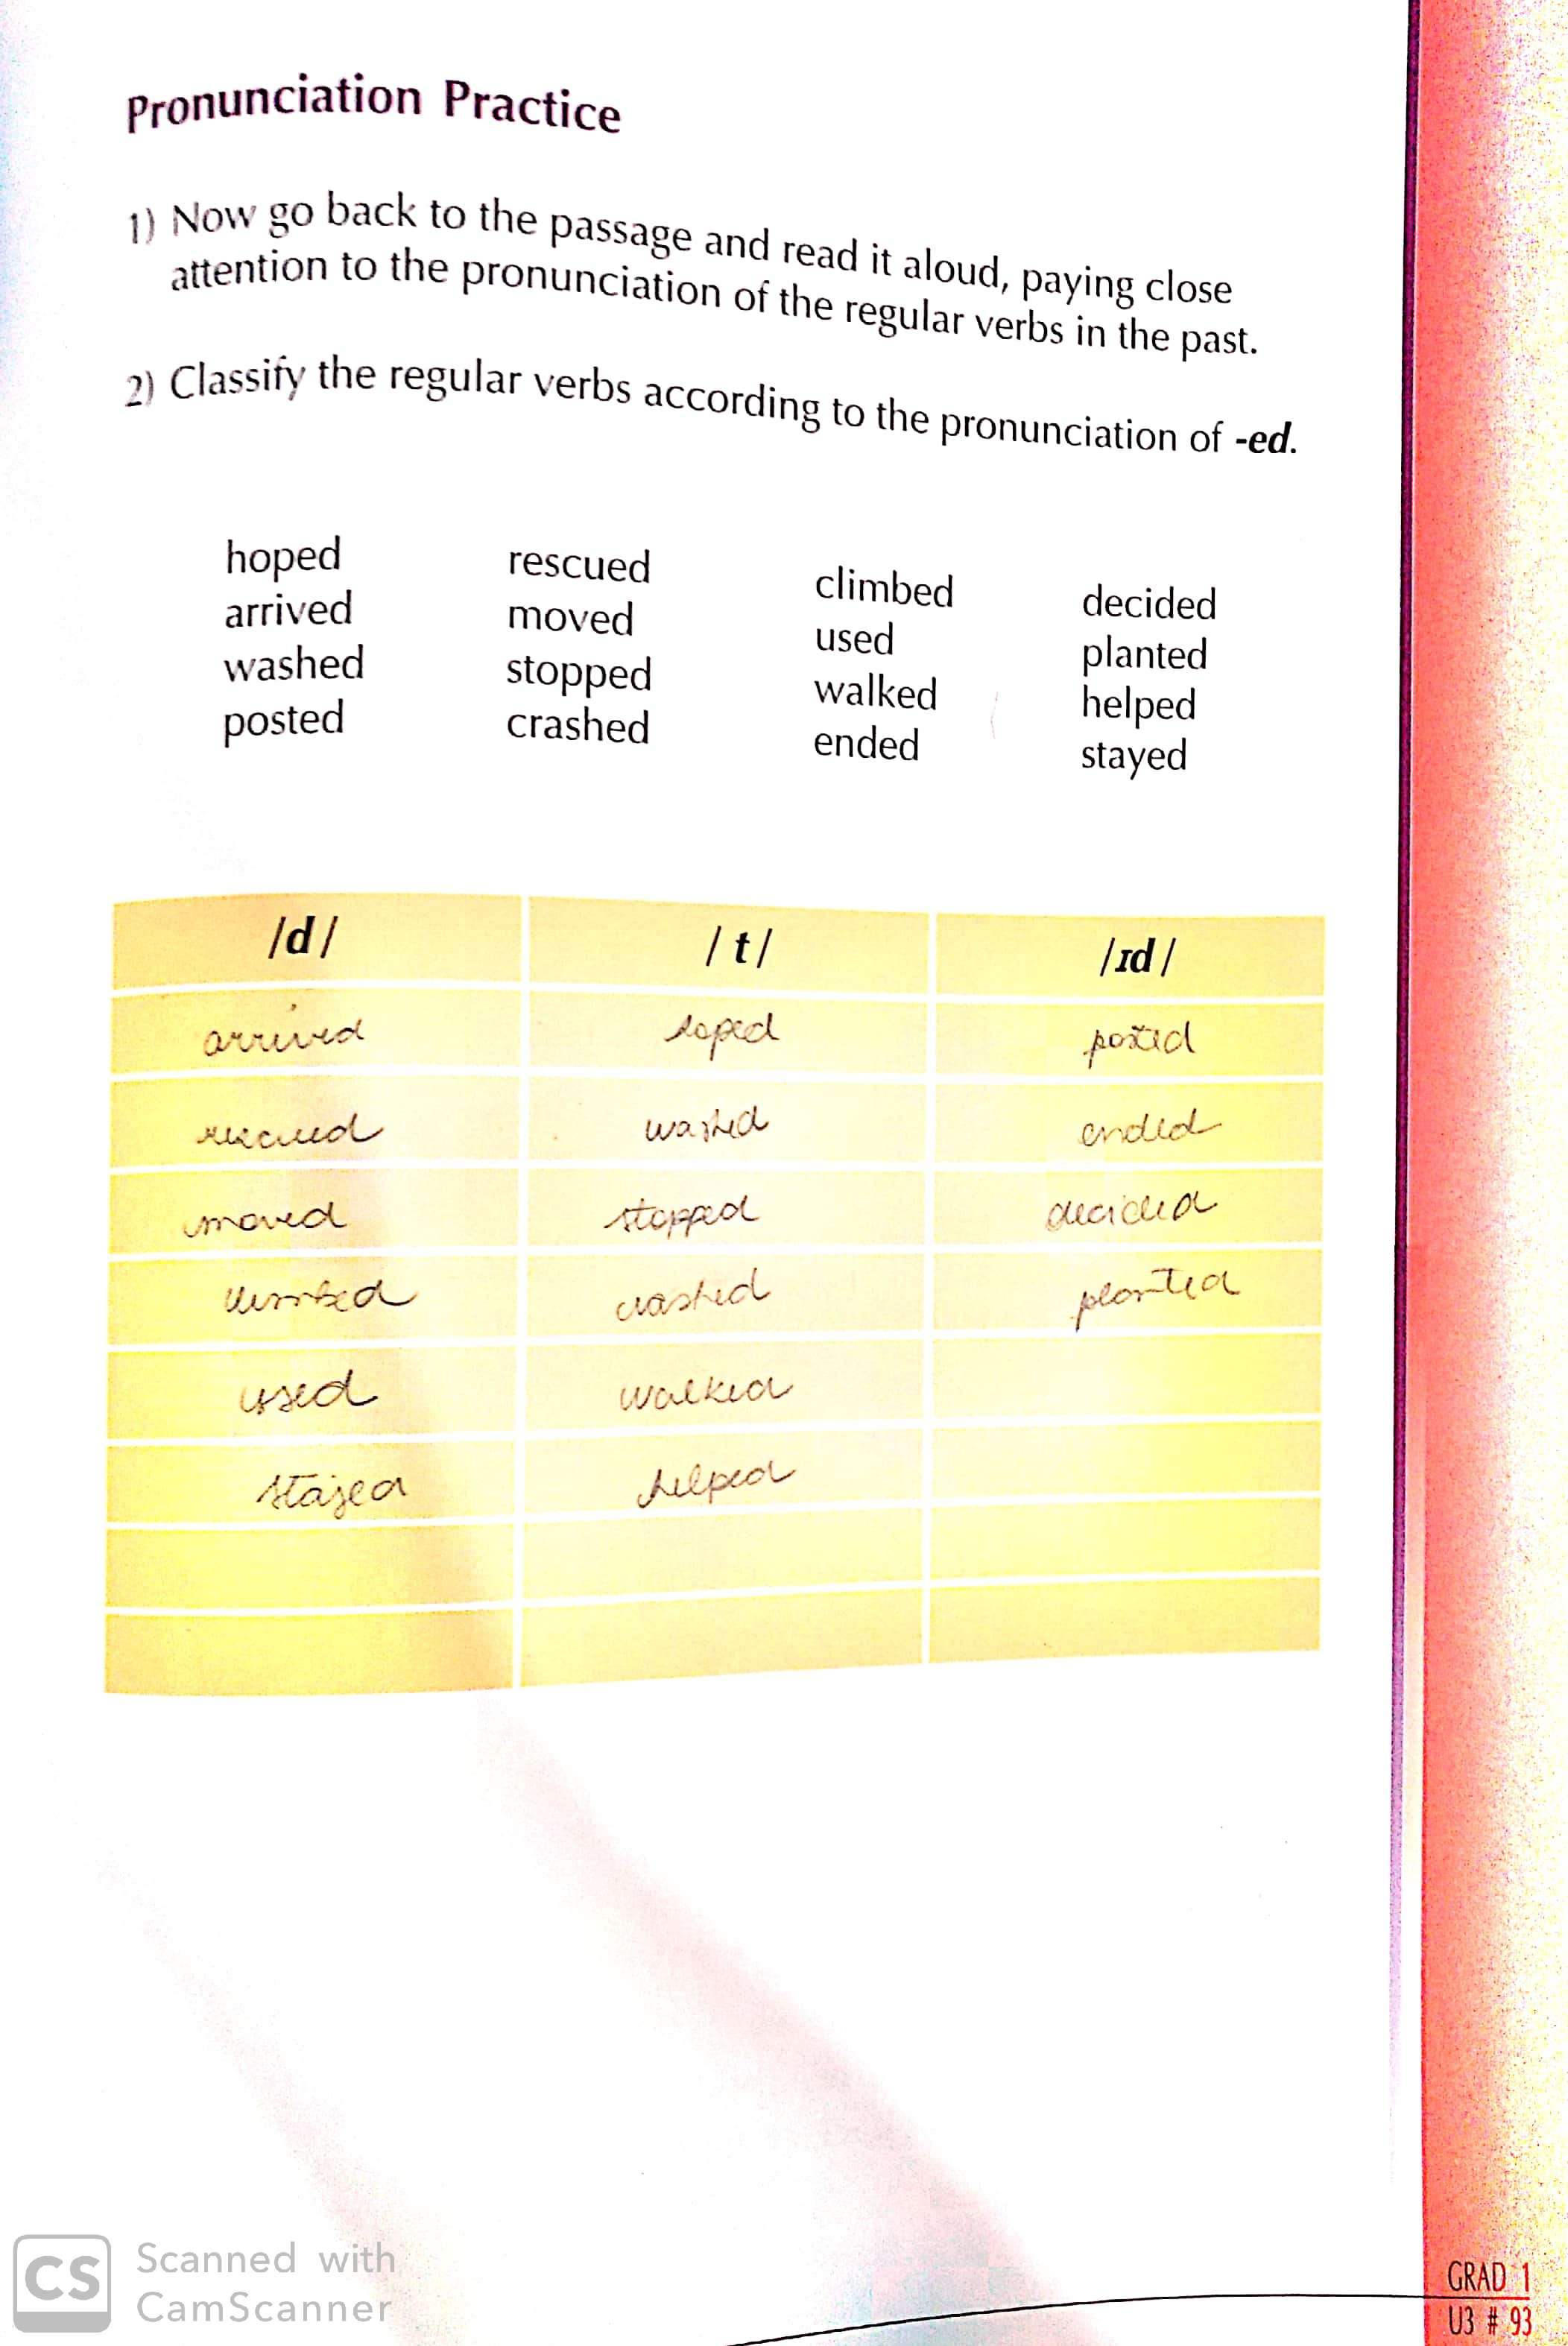 Pronunciation Practice
1) Now go back to the passage and read it aloud, paying close
attention to the pronunciation of the regular verbs in the past.
2) Classify the regular verbs according to the pronunciation of -ed.
hoped rescued climbed decided
arrived moved used planted
washed stopped walked helped
posted crashed ended stayed
/d/ /t/ /ɪd/
arrived hoped posted
rescued washed ended
moved stopped decided
climbed crashed planted
used walked
stayed helped
CS Scanned with
CamScanner
GRAD 1
U3 # 93